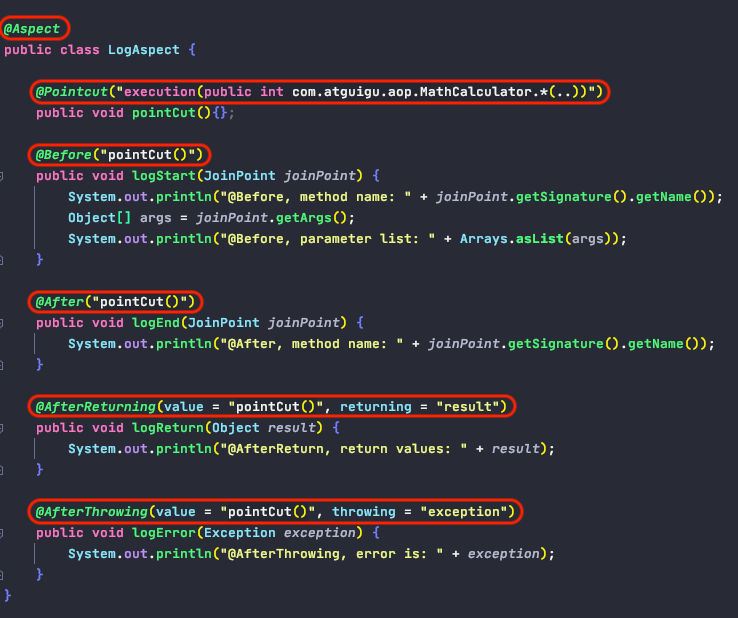 @Aspect
public class LogAspect {
@Pointcut("execution(public int com.atguigu.aop.MathCalculator.*(..))")
public void pointCut(){};
@Before("pointCut()")
public void logStart(JoinPoint joinPoint) {
System.out.println("@Before, method name: " + joinPoint.getSignature().getName());
Object[] args = joinPoint.getArgs();
System.out.println("@Before, parameter list: " + Arrays.asList(args));
}
@After("pointCut()")
public void logEnd(JoinPoint joinPoint) {
System.out.println("@After, method name: " + joinPoint.getSignature().getName());
}
@AfterReturning(value = "pointCut()", returning = "result")
public void logReturn(Object result) {
System.out.println("@AfterReturn, return values: " + result);
}
@AfterThrowing(value = "pointCut()", throwing = "exception")
public void logError(Exception exception) {
System.out.println("@AfterThrowing, error is: " + exception);
}
}